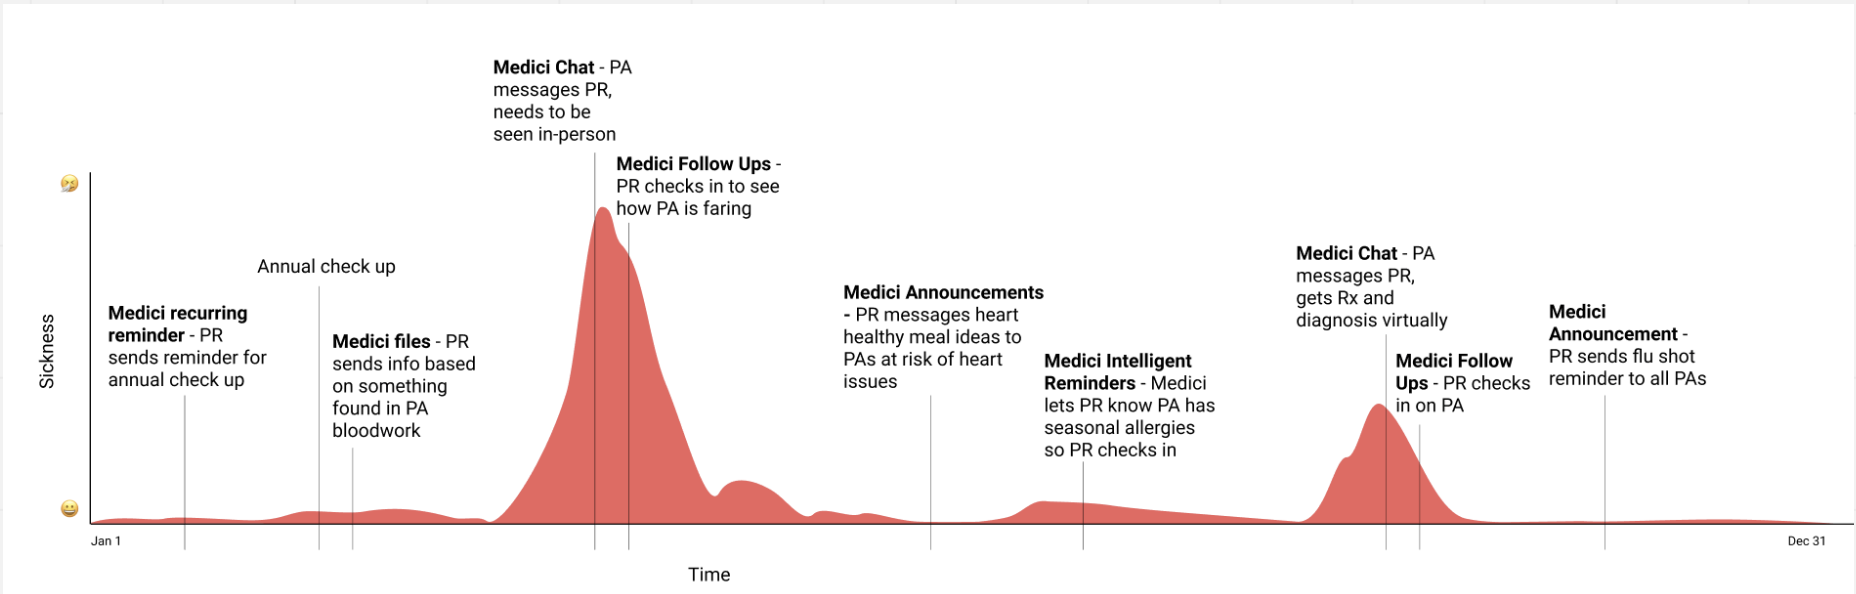 Medici Chat - PA
messages PR,
needs to be
seen in-person
Medici Follow Ups -
PR checks in to see
how PA is faring
Annual check up
Medici recurring
reminder - PR
sends reminder for
annual check up
Medici files - PR
sends info based
on something
found in PA
bloodwork
Medici Announcements
- PR messages heart
healthy meal ideas to
PAs at risk of heart
issues
Medici Intelligent
Reminders - Medici
lets PR know PA has
seasonal allergies
so PR checks in
Medici Chat - PA
messages PR,
gets Rx and
diagnosis virtually
Medici Follow
Ups - PR checks
in on PA
Medici
Announcement -
PR sends flu shot
reminder to all PAs
Sickness
Jan 1
Dec 31
Time